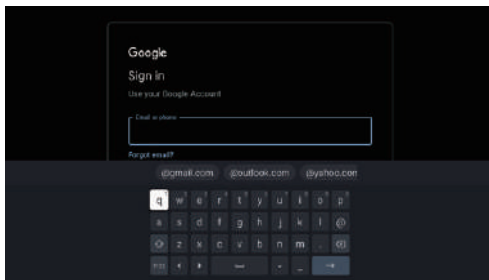 Google
Sign in
Use your Google Account
Email or phone
Forgot email?
@gmail.com @outlook.com @yahoo.com
q w e r t y u i o p
a s d f g h j k l @
z x c v b n m .
- _